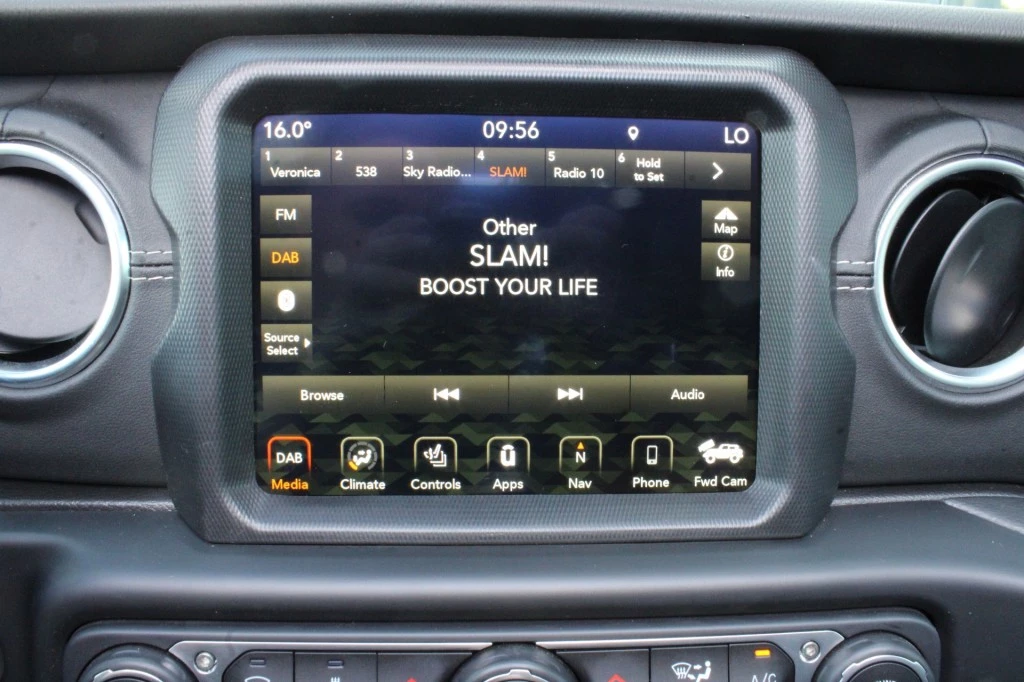 16.0° 09:56 LO
1 Veronica 2 538 3 Sky Radio... 4 SLAM! 5 Radio 10 6 Hold to Set >
FM
DAB
Source
Select
Other
SLAM!
BOOST YOUR LIFE
Map
Info
Browse Audio
DAB N
Media Climate Controls Apps Nav Phone Fwd Cam
A/C